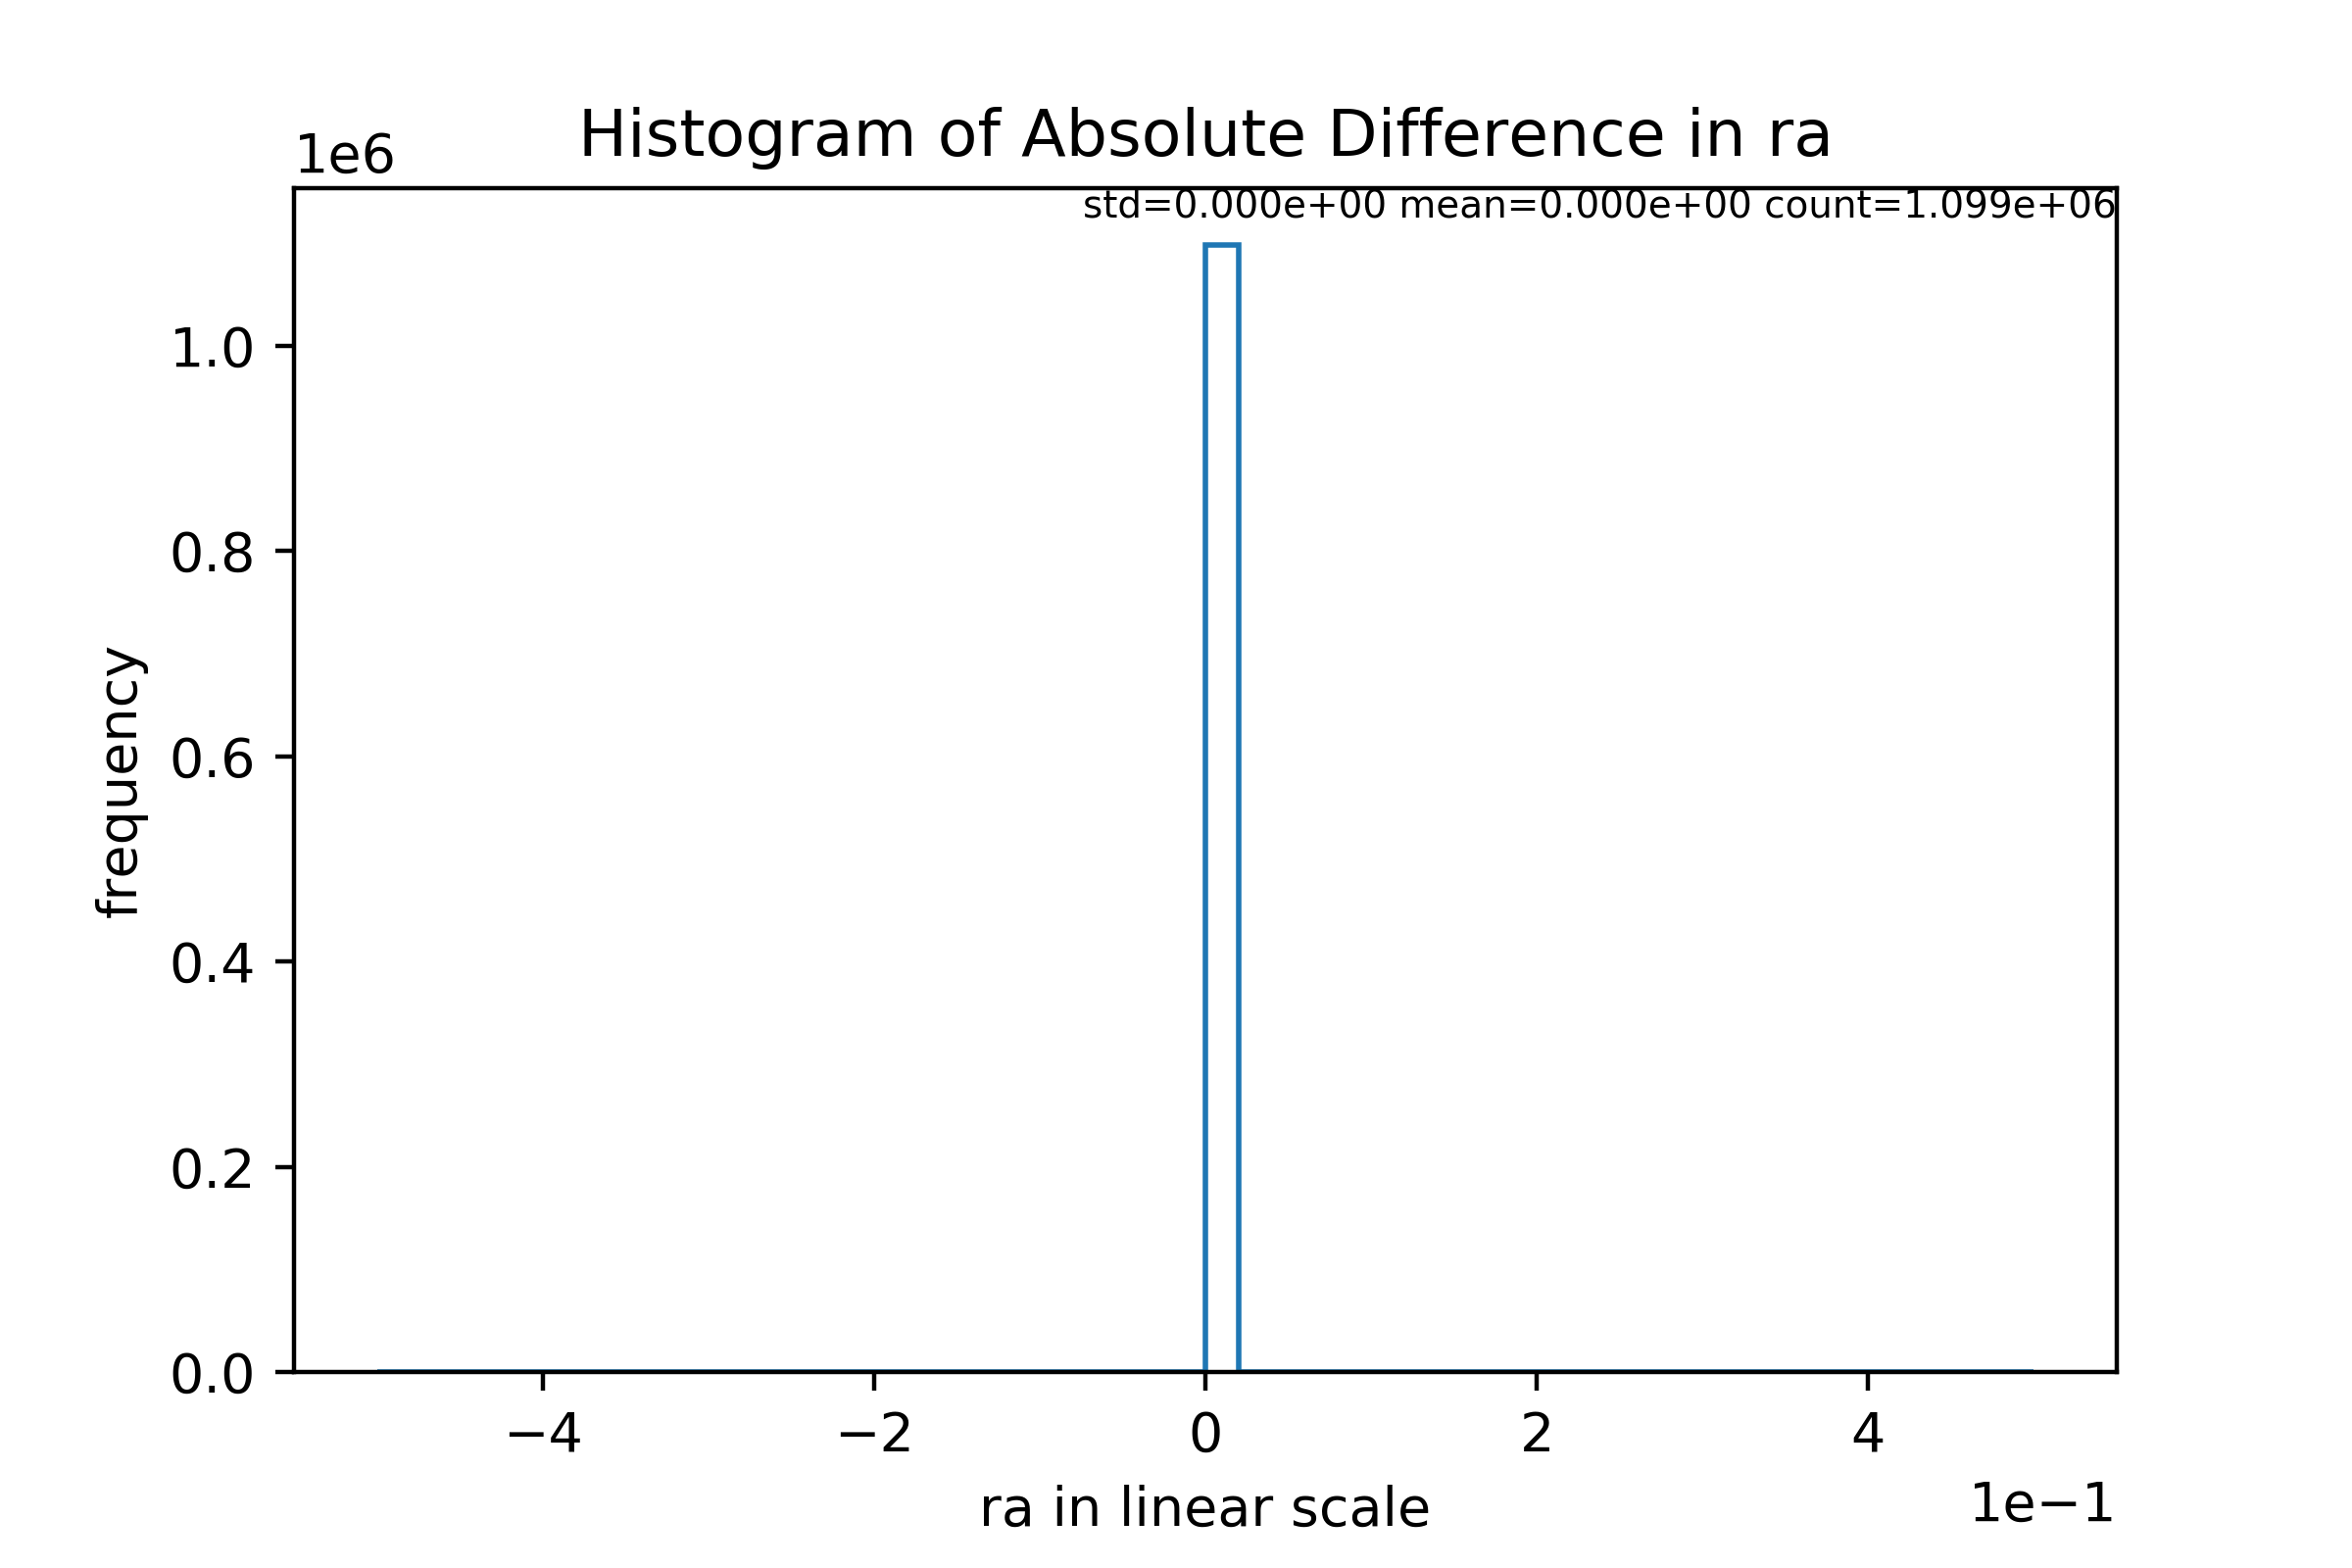 Histogram of Absolute Difference in ra
1e6
std=0.000e+00 mean=0.000e+00 count=1.099e+06
1.0
0.8
0.6
0.4
0.2
0.0
frequency
−4 −2 0 2 4
ra in linear scale
1e−1